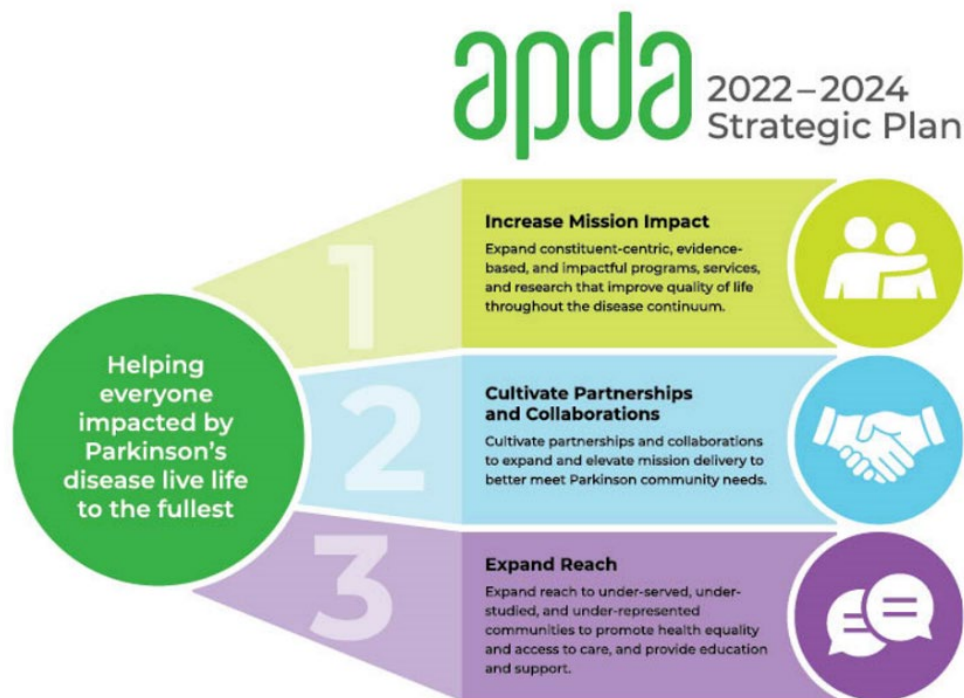 apda
2022–2024
Strategic Plan
Helping
everyone
impacted by
Parkinson's
disease live life
to the fullest
1
Increase Mission Impact
Expand constituent-centric, evidence-
based, and impactful programs, services,
and research that improve quality of life
throughout the disease continuum.
2
Cultivate Partnerships
and Collaborations
Cultivate partnerships and collaborations
to expand and elevate mission delivery to
better meet Parkinson community needs.
3
Expand Reach
Expand reach to under-served, under-
studied, and under-represented
communities to promote health equality
and access to care, and provide education
and support.